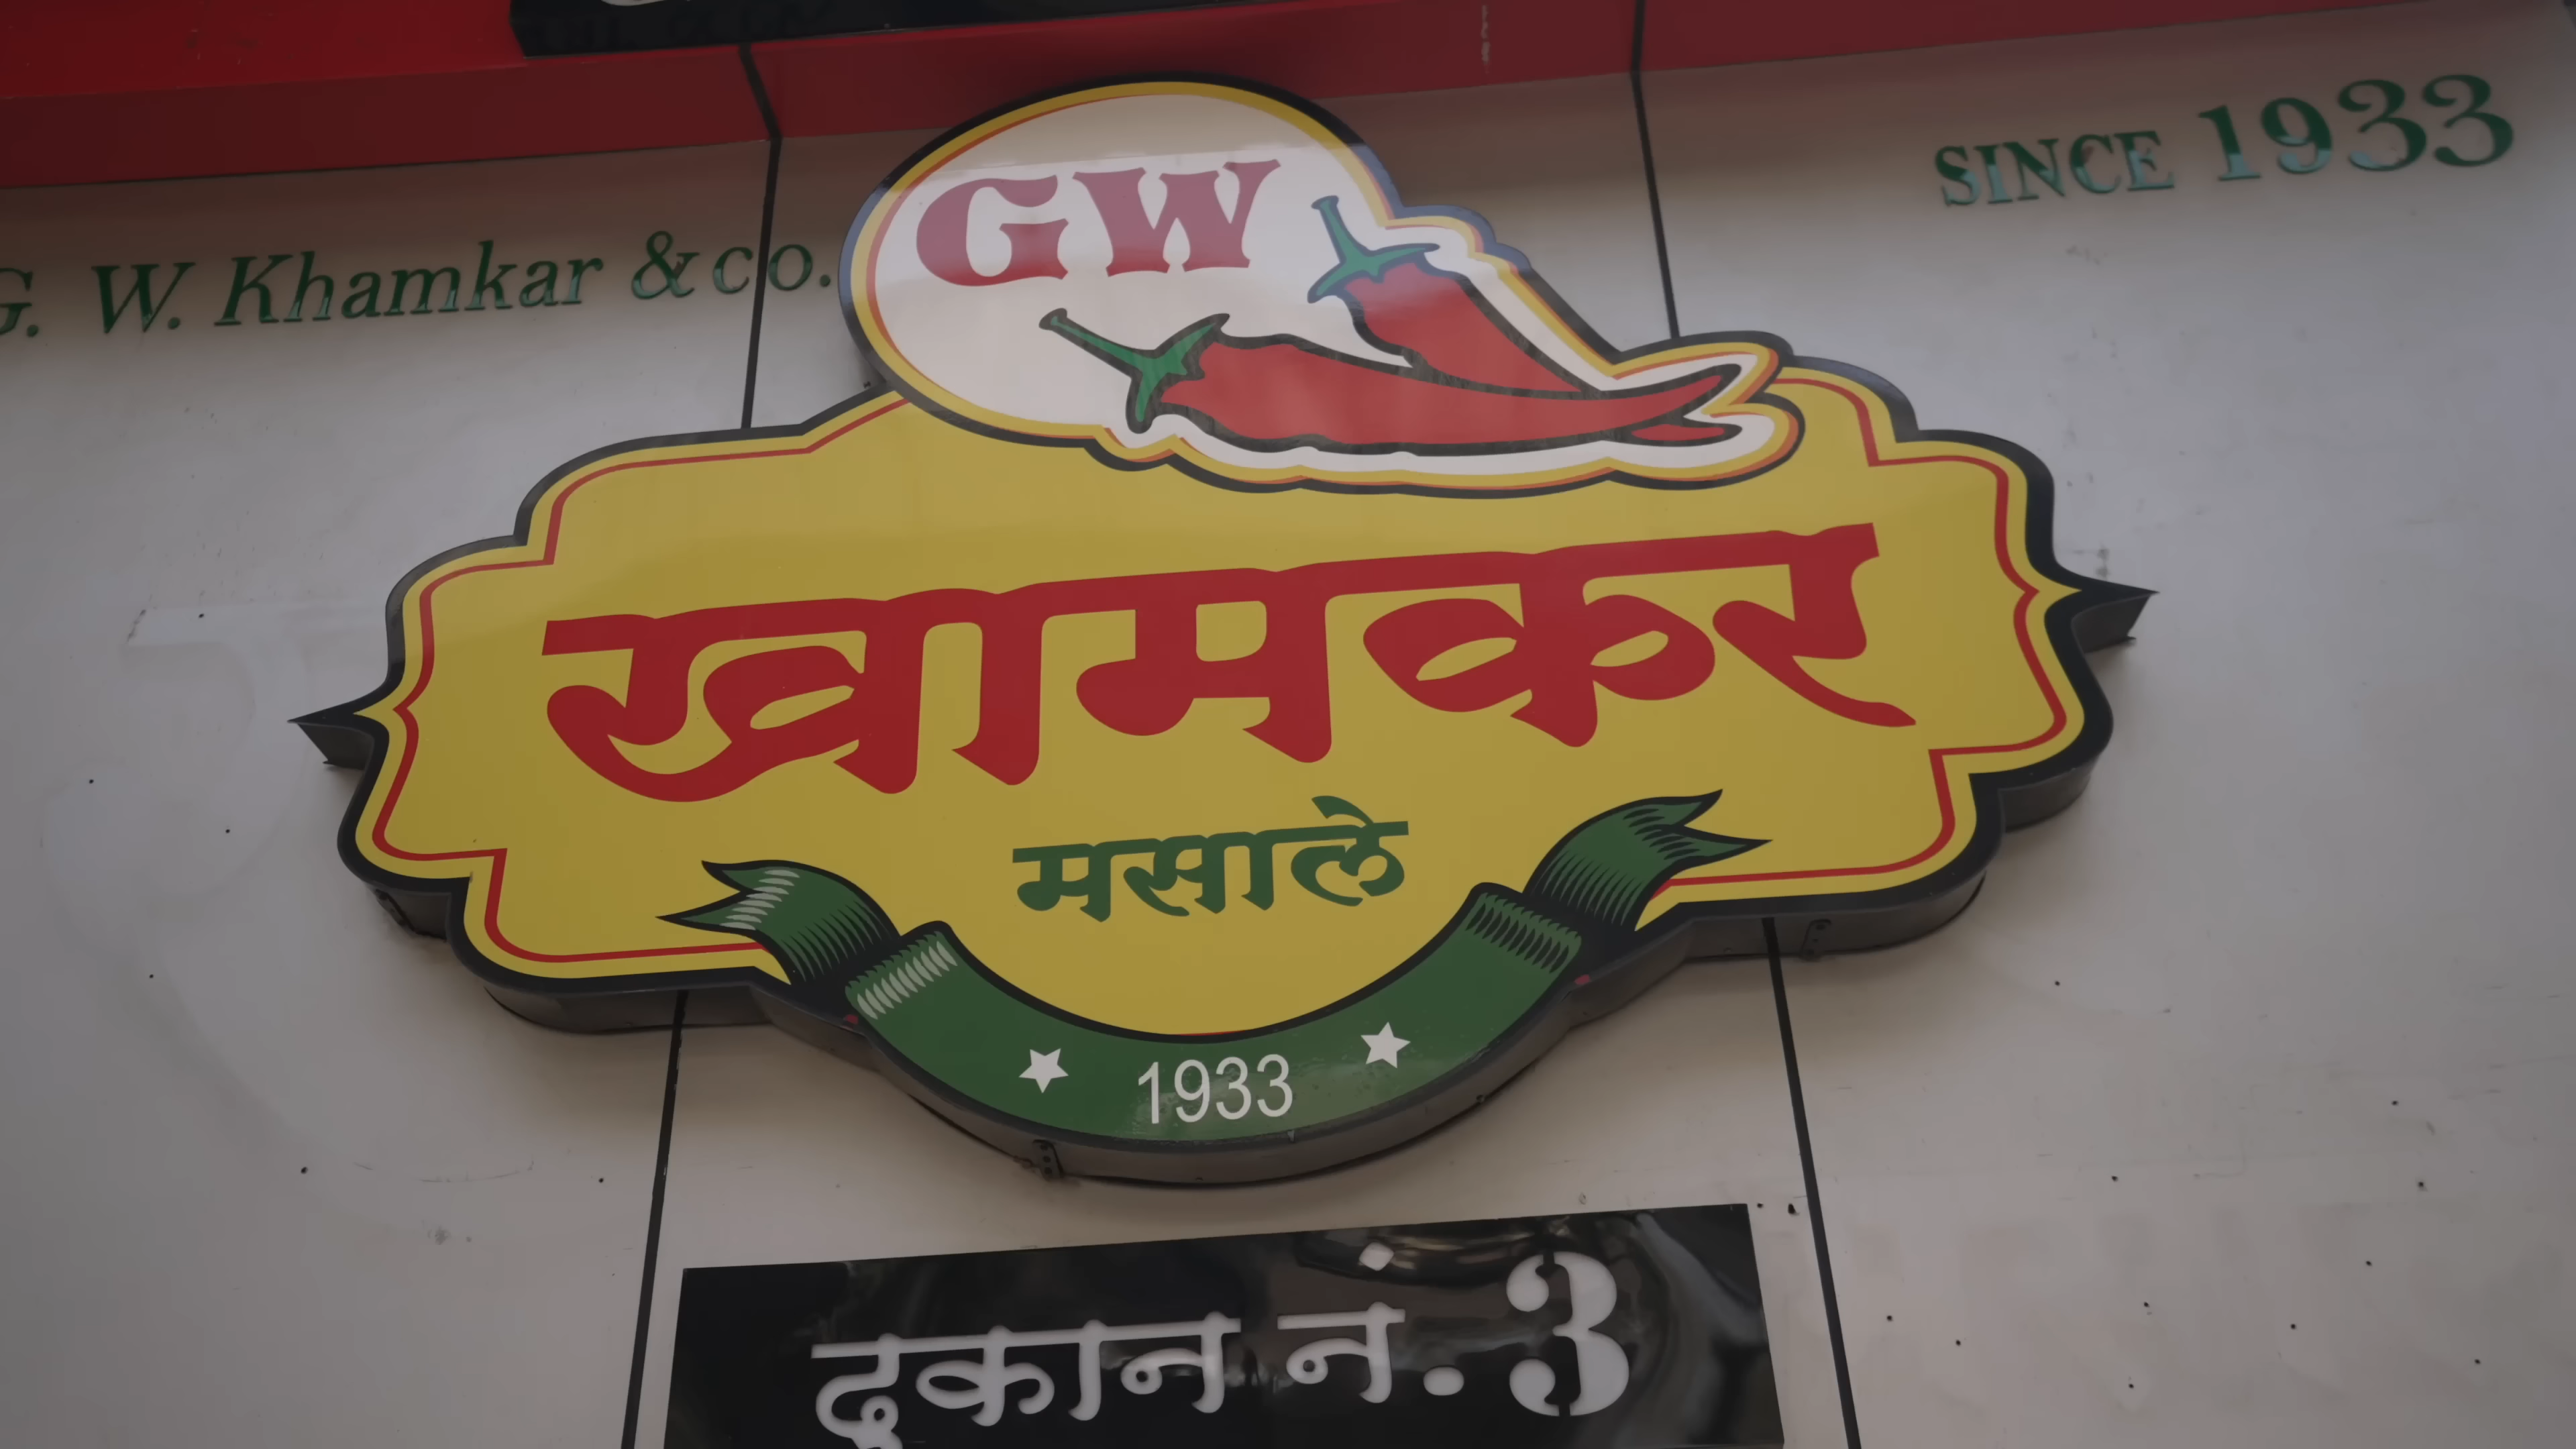 G. W. Khamkar & co.
SINCE 1933
GW
खामकर
मसाले
1933
दुकान नं. 3